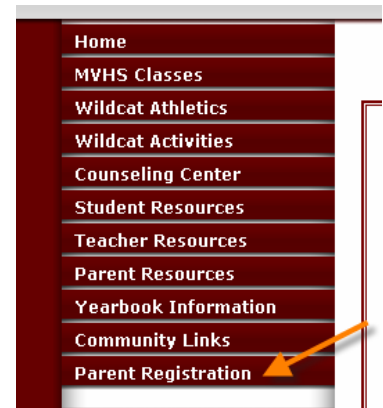 Home
MVHS Classes
Wildcat Athletics
Wildcat Activities
Counseling Center
Student Resources
Teacher Resources
Parent Resources
Yearbook Information
Community Links
Parent Registration